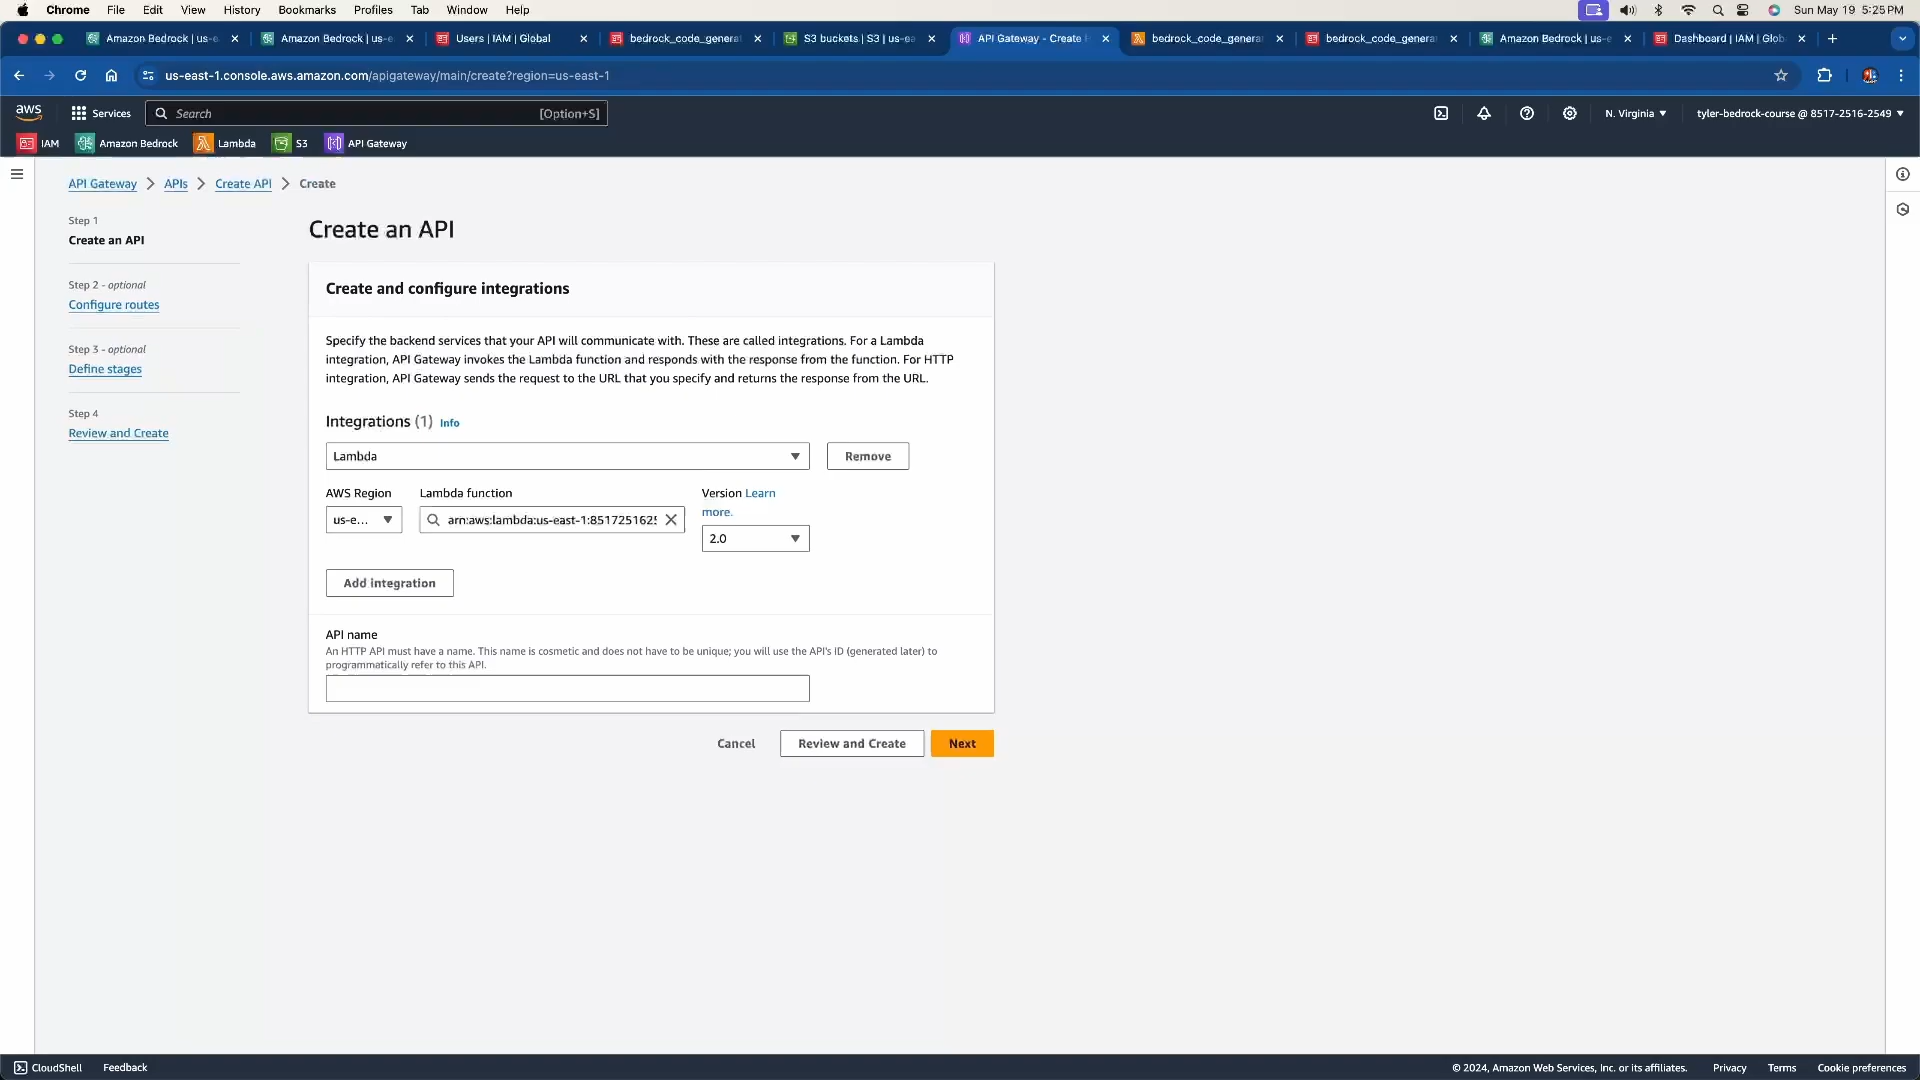 Chrome File Edit View History Bookmarks Profiles Tab Window Help Sun May 19 5:25 PM
Amazon Bedrock | us-e Amazon Bedrock | us-e Users | IAM | Global bedrock_code_genera S3 buckets | S3 | us-ea API Gateway - Create bedrock_code_genera bedrock_code_genera Amazon Bedrock | us-e Dashboard | IAM | Glob
us-east-1.console.aws.amazon.com/apigateway/main/create?region=us-east-1
aws Services Search [Option+S] N. Virginia tyler-bedrock-course @ 8517-2516-2549
IAM Amazon Bedrock Lambda S3 API Gateway
API Gateway APIs Create API Create
Step 1
Create an API
Step 2 - optional
Configure routes
Step 3 - optional
Define stages
Step 4
Review and Create
Create an API
Create and configure integrations
Specify the backend services that your API will communicate with. These are called integrations. For a Lambda
integration, API Gateway invokes the Lambda function and responds with the response from the function. For HTTP
integration, API Gateway sends the request to the URL that you specify and returns the response from the URL.
Integrations (1) Info
Lambda Remove
AWS Region Lambda function Version Learn
more.
us-e... arn:aws:lambda:us-east-1:8517251625
2.0
Add integration
API name
An HTTP API must have a name. This name is cosmetic and does not have to be unique; you will use the API's ID (generated later) to
programmatically refer to this API.
Cancel Review and Create Next
CloudShell Feedback © 2024, Amazon Web Services, Inc. or its affiliates. Privacy Terms Cookie preferences